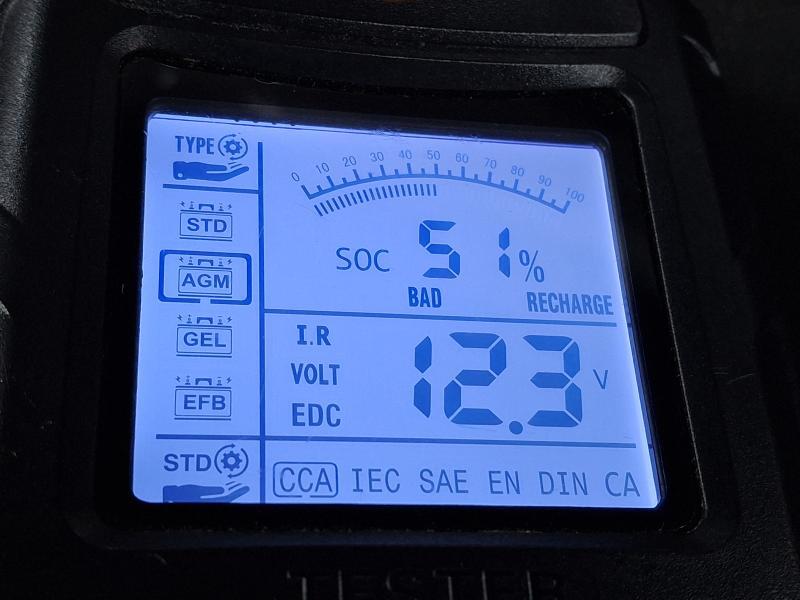 TYPE
STD
AGM
GEL
EFB
STD
0 10 20 30 40 50 60 70 80 90 100
SOC 51%
BAD RECHARGE
I.R
VOLT
EDC
12.3 V
CCA IEC SAE EN DIN CA
TESTER